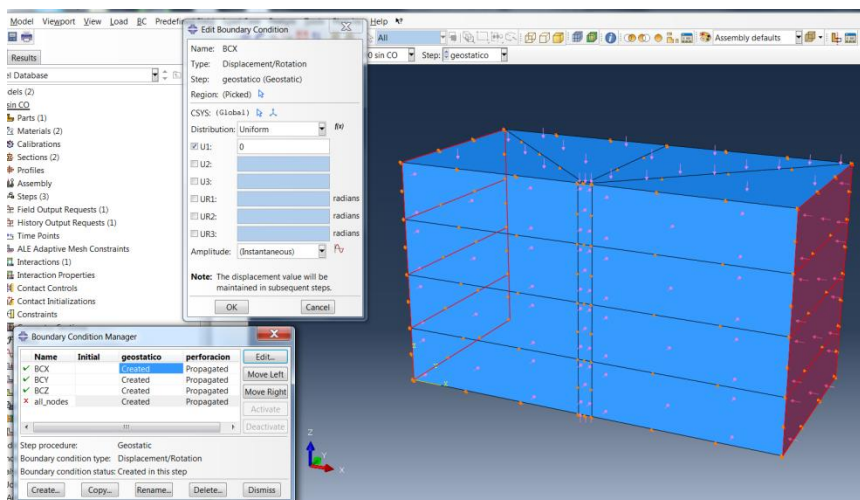 Model Viewport View Load BC Predefi
Help
Edit Boundary Condition
All
Assembly defaults
Name: BCX
0 sin CO Step: geostatico
Results
Type: Displacement/Rotation
Step: geostatico (Geostatic)
el Database
Region: (Picked)
dels (2)
sin CO
CSYS: (Global)
Parts (1)
Distribution: Uniform f(x)
Materials (2)
U1: 0
Calibrations
Sections (2)
U2:
Profiles
U3:
Assembly
UR1: radians
Steps (3)
Field Output Requests (1)
UR2: radians
History Output Requests (1)
UR3: radians
Time Points
ALE Adaptive Mesh Constraints
Amplitude: (Instantaneous)
Interactions (1)
Interaction Properties
Note: The displacement value will be
maintained in subsequent steps.
Contact Controls
Contact Initializations
OK Cancel
Constraints
Boundary Condition Manager
Name Initial geostatico perforacion Edit...
BCX Created Propagated
BCY Created Propagated Move Left
BCZ Created Propagated
all_nodes Created Propagated Move Right
Activate
Deactivate
Step procedure: Geostatic
Boundary condition type: Displacement/Rotation
Boundary condition status: Created in this step
Create... Copy... Rename... Delete... Dismiss
Z
Y
X